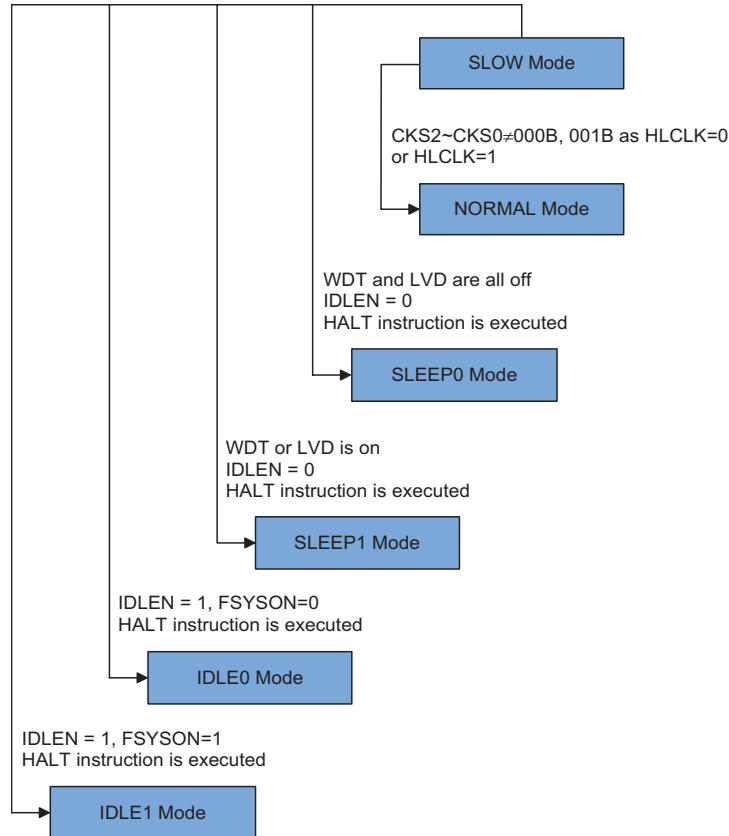 SLOW Mode
CKS2~CKS0≠000B, 001B as HLCLK=0
or HLCLK=1
NORMAL Mode
WDT and LVD are all off
IDLEN = 0
HALT instruction is executed
SLEEP0 Mode
WDT or LVD is on
IDLEN = 0
HALT instruction is executed
SLEEP1 Mode
IDLEN = 1, FSYSON=0
HALT instruction is executed
IDLE0 Mode
IDLEN = 1, FSYSON=1
HALT instruction is executed
IDLE1 Mode